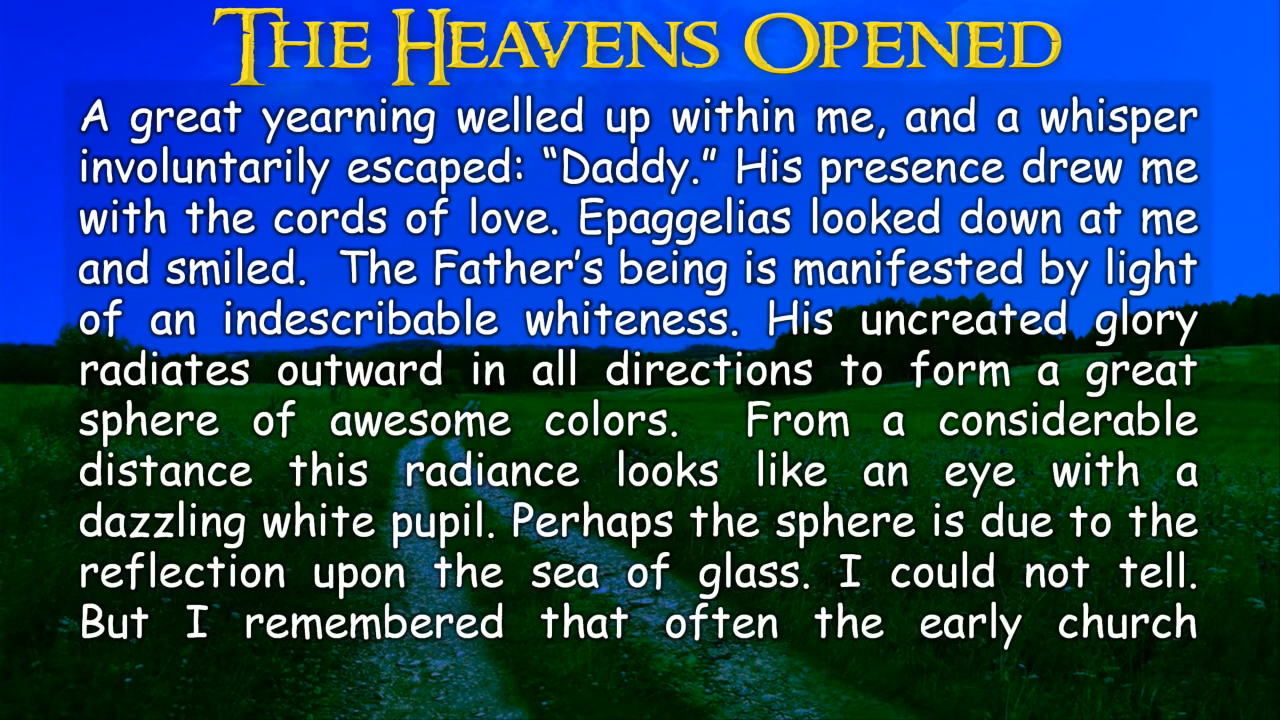 The Heavens Opened
A great yearning welled up within me, and a whisper
involuntarily escaped: “Daddy.” His presence drew me
with the cords of love. Epaggelias looked down at me
and smiled.  The Father’s being is manifested by light
of an indescribable whiteness. His uncreated glory
radiates outward in all directions to form a great
sphere of awesome colors.  From a considerable
distance this radiance looks like an eye with a
dazzling white pupil. Perhaps the sphere is due to the
reflection upon the sea of glass. I could not tell.
But I remembered that often the early church